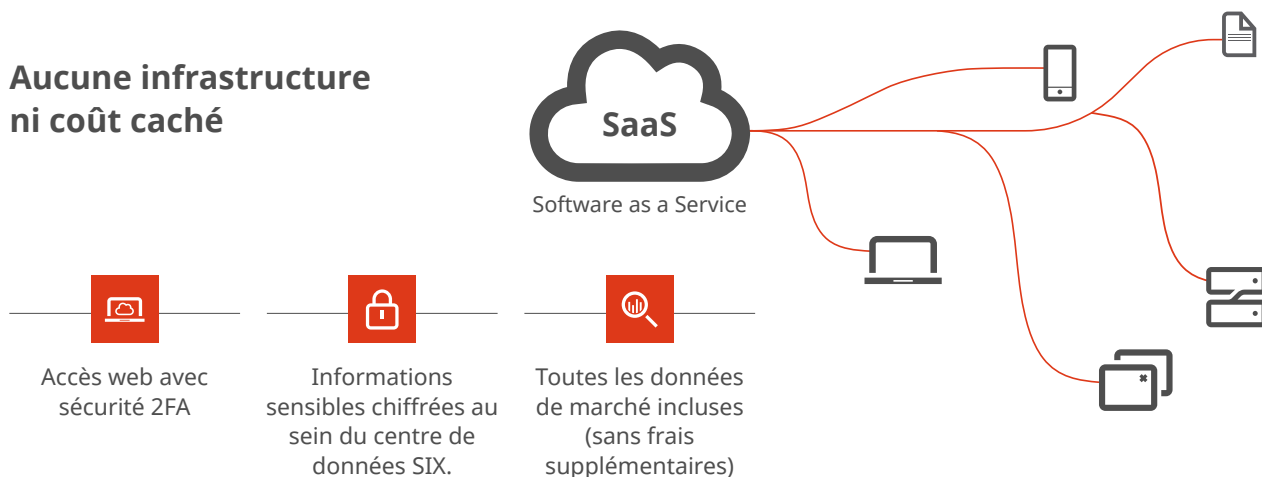 Aucune infrastructure
ni coût caché
SaaS
Software as a Service
Accès web avec
sécurité 2FA
Informations
sensibles chiffrées au
sein du centre de
données SIX.
Toutes les données
de marché incluses
(sans frais
supplémentaires)